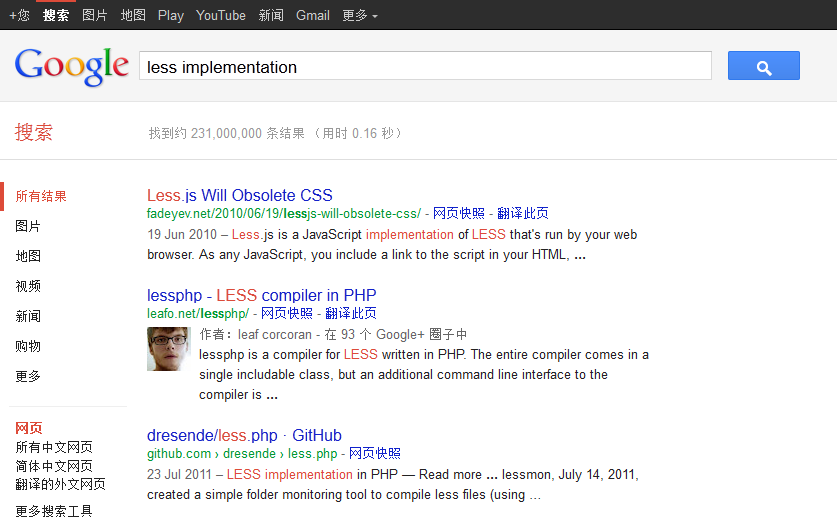 +您 搜索 图片 地图 Play YouTube 新闻 Gmail 更多
Google less implementation
搜索 找到约 231,000,000 条结果 （用时 0.16 秒）
所有结果
图片
地图
视频
新闻
购物
更多
网页
所有中文网页
简体中文网页
翻译的外文网页
更多搜索工具
Less.js Will Obsolete CSS
fadeyev.net/2010/06/19/lessjs-will-obsolete-css/ - 网页快照 - 翻译此页
19 Jun 2010 – Less.js is a JavaScript implementation of LESS that's run by your web
browser. As any JavaScript, you include a link to the script in your HTML, ...
lessphp - LESS compiler in PHP
leafo.net/lessphp/ - 网页快照 - 翻译此页
作者：leaf corcoran - 在 93 个 Google+ 圈子中
lessphp is a compiler for LESS written in PHP. The entire compiler comes in a
single includable class, but an additional command line interface to the
compiler is ...
dresende/less.php · GitHub
github.com › dresende › less.php - 网页快照
23 Jul 2011 – LESS implementation in PHP — Read more ... lessmon, July 14, 2011,
created a simple folder monitoring tool to compile less files (using ...